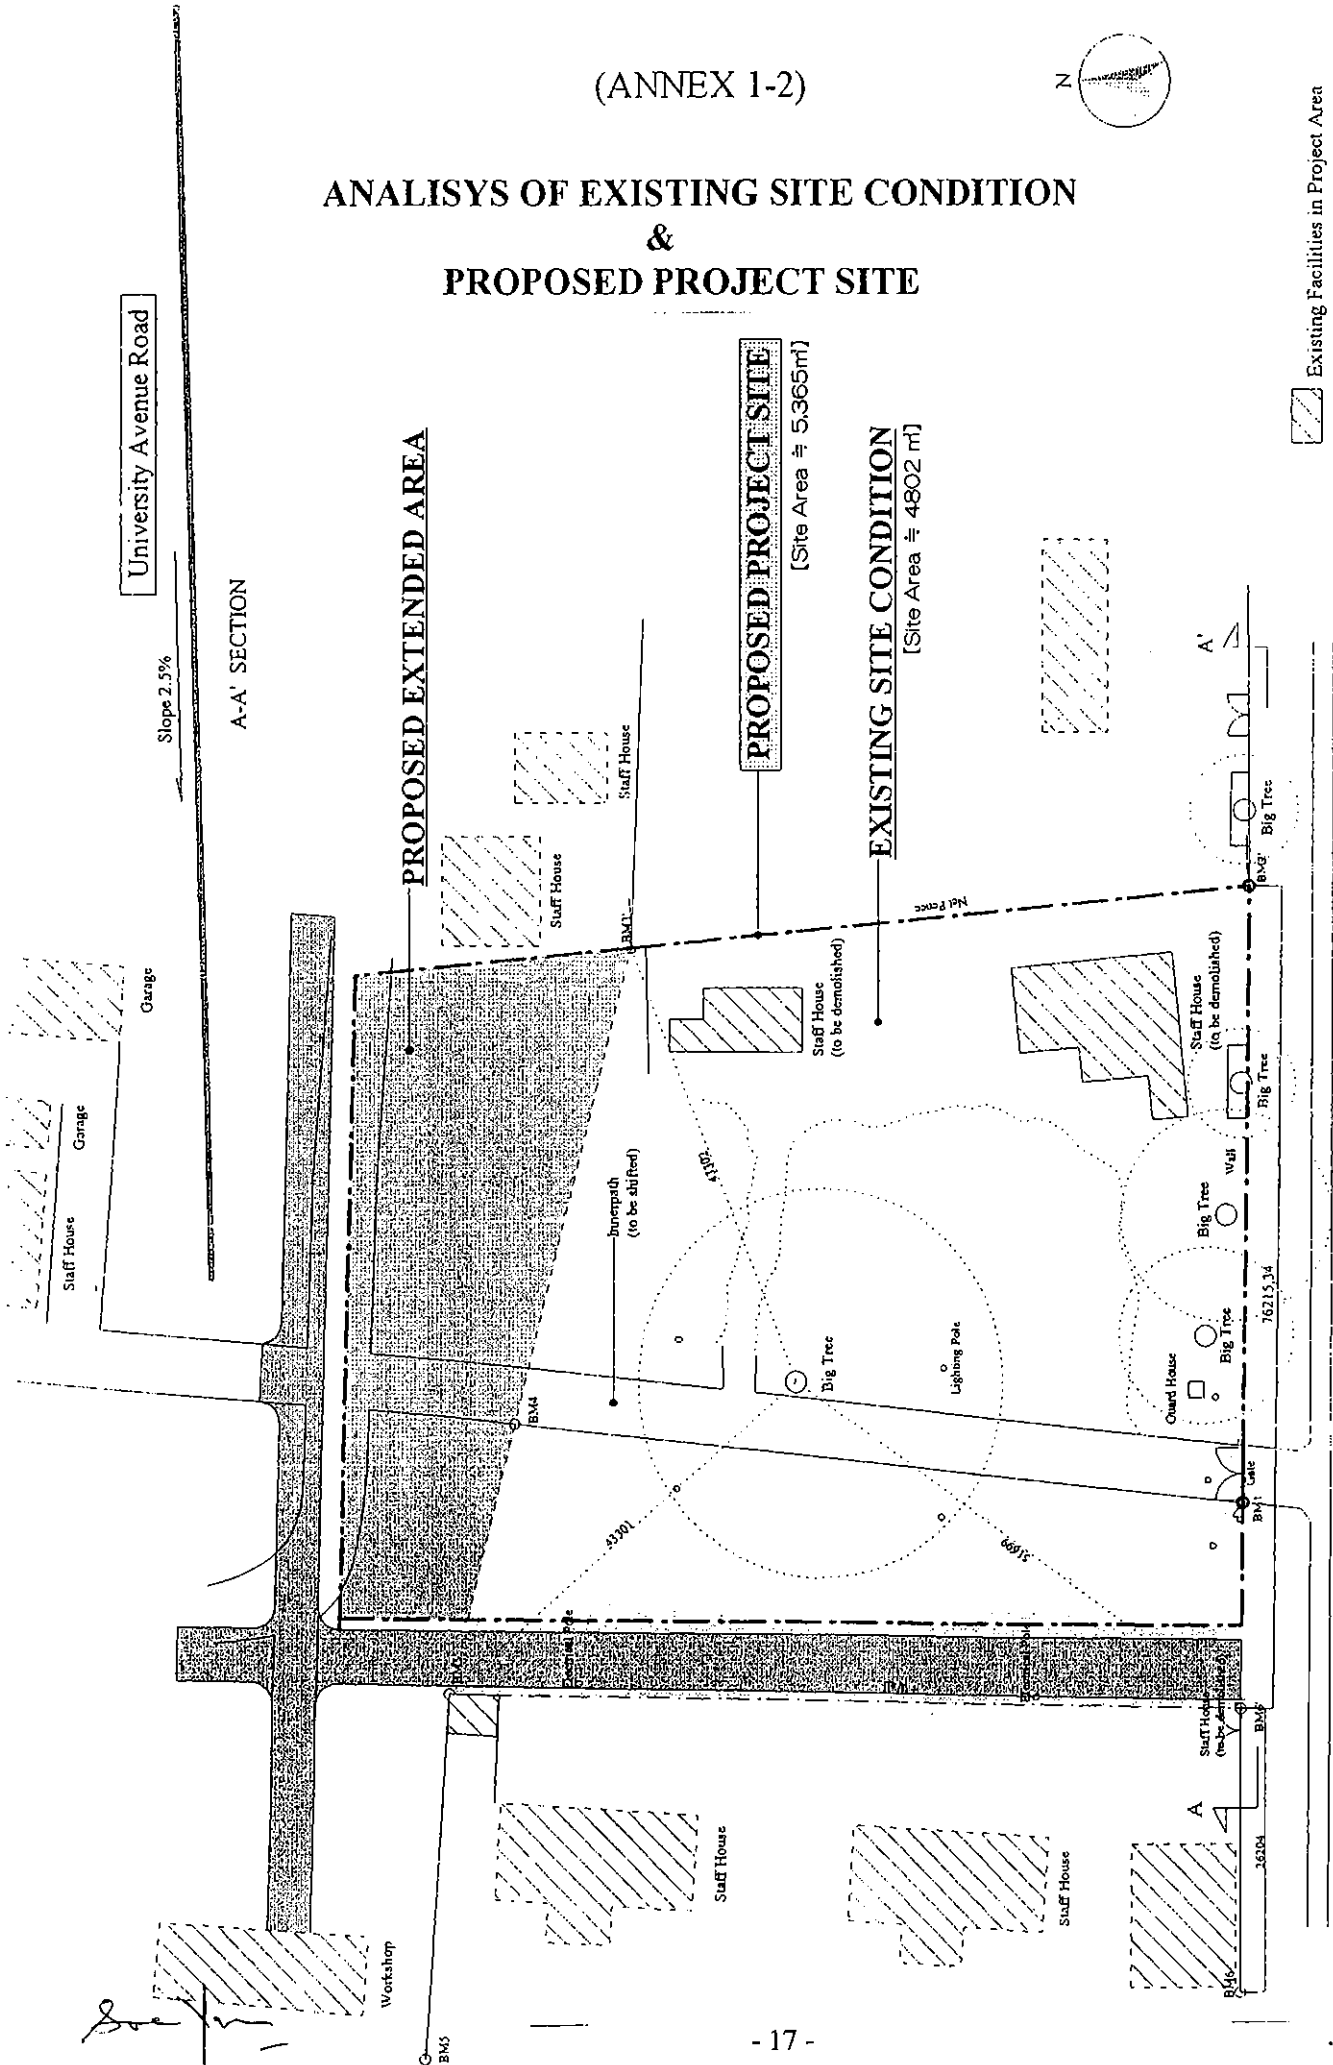 (ANNEX 1-2)
N
ANALISYS OF EXISTING SITE CONDITION
&
PROPOSED PROJECT SITE
University Avenue Road
Slope 2.5%
A-A' SECTION
PROPOSED EXTENDED AREA
PROPOSED PROJECT SITE
[Site Area ≒ 5.365㎡]
EXISTING SITE CONDITION
[Site Area ≒ 4802 ㎡]
Existing Facilities in Project Area
Garage
Garage
Staff House
Staff House
Staff House
Net Fence
Staff House
(to be demolished)
Staff House
(to be demolished)
A'
Big Tree
Big Tree
Wall
Big Tree
Big Tree
Big Tree
Innerpath
(to be shifted)
BM4
Lighting Pole
Guard House
Gate
BM1
76215.34
43301
51699
Staff House
(to be demolished)
A
26204
BM6
Staff House
Staff House
Workshop
BM5
- 17 -